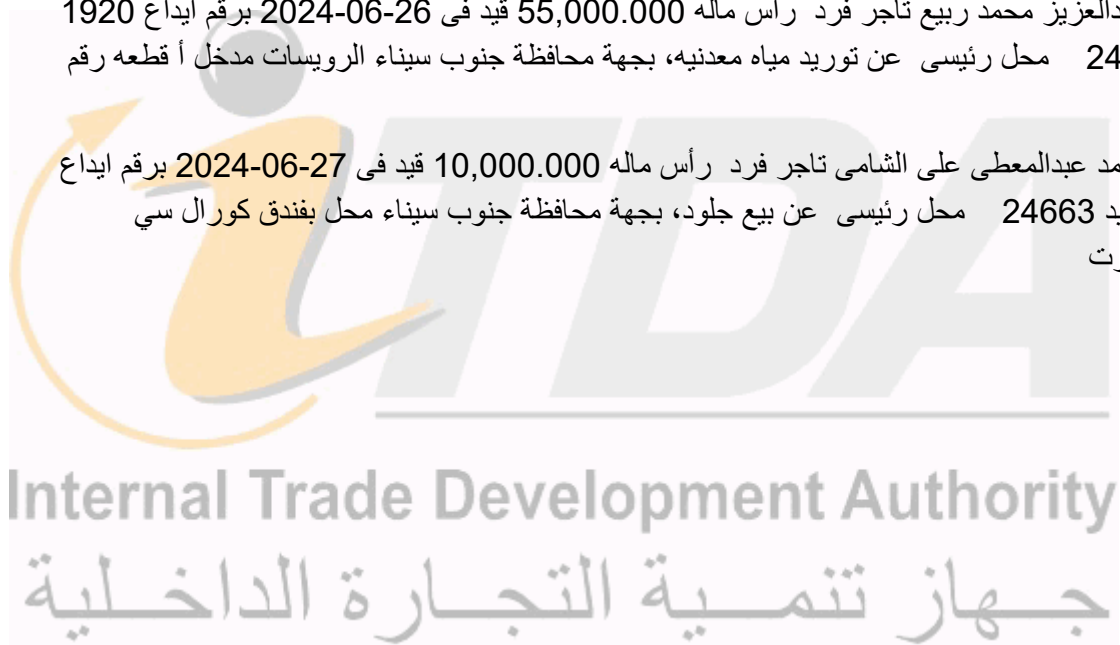 دالعزيز محمد ربيع تاجر فرد رأس ماله 55,000.000 قيد فى 26-06-2024 برقم ايداع 1920
24 محل رئيسى عن توريد مياه معدنيه، بجهة محافظة جنوب سيناء الرويسات مدخل أ قطعه رقم
مد عبدالمعطى على الشامى تاجر فرد رأس ماله 10,000.000 قيد فى 27-06-2024 برقم ايداع
يد 24663 محل رئيسى عن بيع جلود، بجهة محافظة جنوب سيناء محل بفندق كورال سي
رت
iTDA
Internal Trade Development Authority
جهاز تنمية التجارة الداخلية